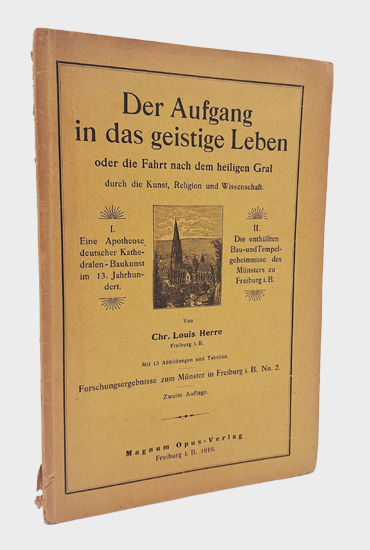 Der Aufgang
in das geistige Leben
oder die Fahrt nach dem heiligen Gral
durch die Kunst, Religion und Wissenschaft.
I.
Eine Apotheose
deutscher Kathe-
dralen-Baukunst
im 13. Jahrhun-
dert.
II.
Die enthüllten
Bau-und Tempel-
geheimnisse des
Münsters zu
Freiburg i. B.
Von
Chr. Louis Herre
Freiburg i. B.
Mit 13 Abbildungen und Tabellen.
Forschungsergebnisse zum Münster in Freiburg i. B. No. 2.
Zweite Auflage.
Magnum Opus-Verlag
Freiburg i. B. 1919.